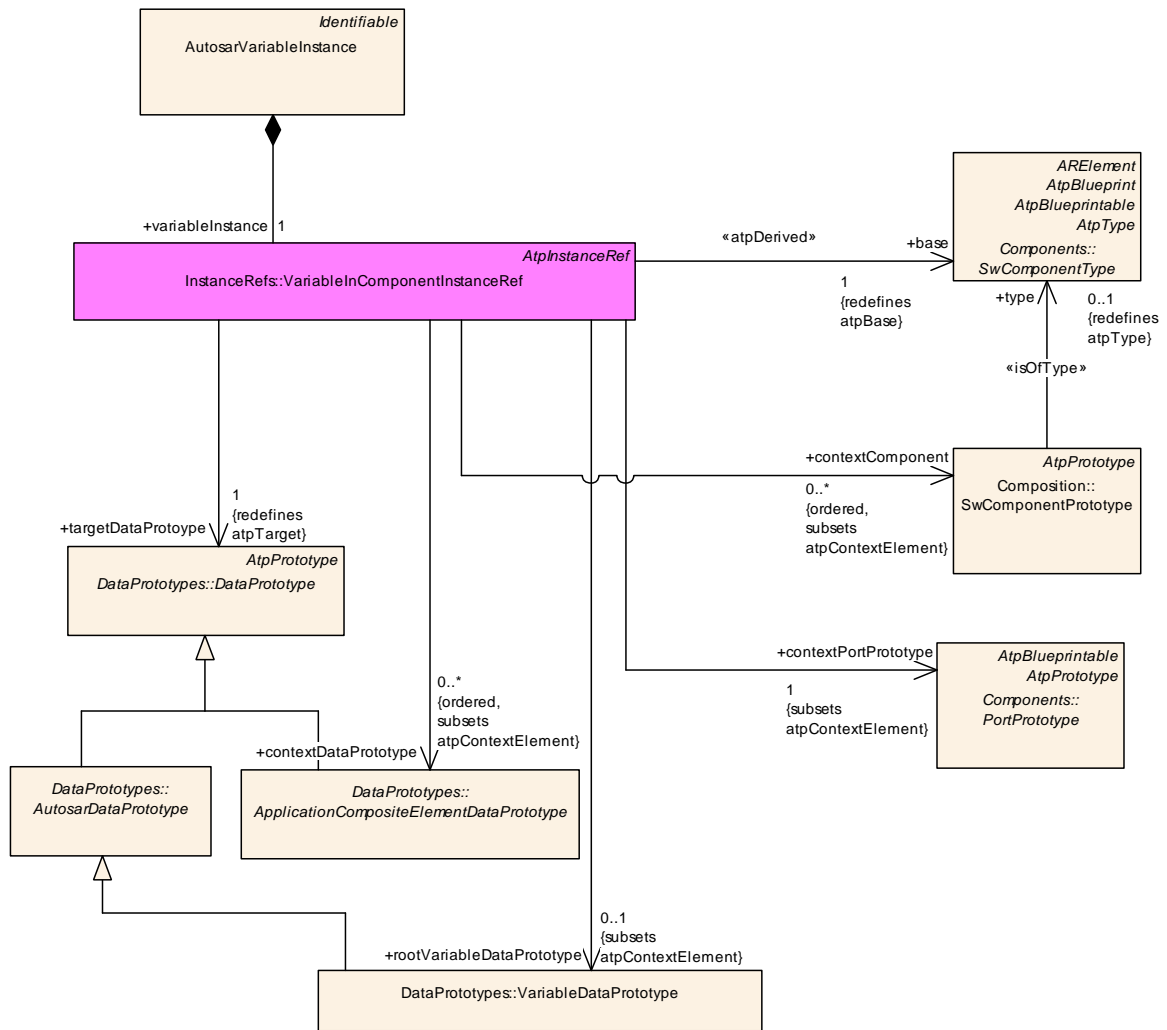 Identifiable
AutosarVariableInstance
+variableInstance 1
AtpInstanceRef
InstanceRefs::VariableInComponentInstanceRef
«atpDerived»
+base
1
{redefines
atpBase}
ARElement
AtpBlueprint
AtpBlueprintable
AtpType
Components::
SwComponentType
+type
0..1
{redefines
atpType}
«isOfType»
+contextComponent
0..*
{ordered,
subsets
atpContextElement}
AtpPrototype
Composition::
SwComponentPrototype
+targetDataProtoype
1
{redefines
atpTarget}
AtpPrototype
DataPrototypes::DataPrototype
+contextPortPrototype
1
{subsets
atpContextElement}
AtpBlueprintable
AtpPrototype
Components::
PortPrototype
+contextDataPrototype
0..*
{ordered,
subsets
atpContextElement}
DataPrototypes::
AutosarDataPrototype
DataPrototypes::
ApplicationCompositeElementDataPrototype
+rootVariableDataPrototype
0..1
{subsets
atpContextElement}
DataPrototypes::VariableDataPrototype